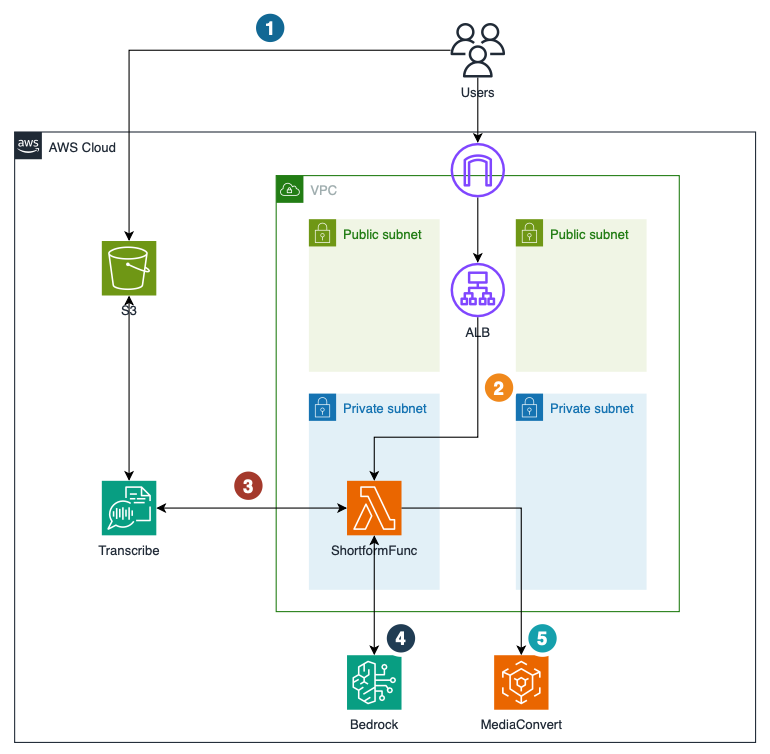 1
Users
aws
AWS Cloud
VPC
Public subnet
Public subnet
S3
ALB
2
Private subnet
Private subnet
3
Transcribe
ShortformFunc
4
5
Bedrock
MediaConvert